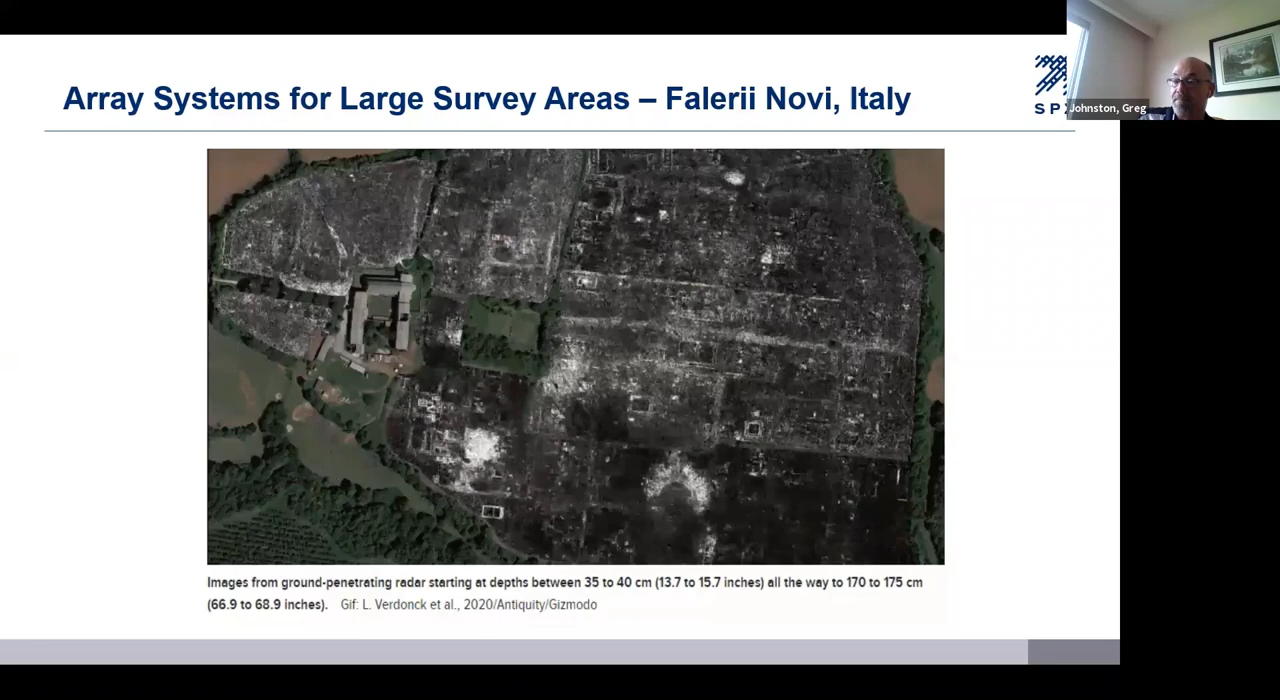 Array Systems for Large Survey Areas – Falerii Novi, Italy
SP
Johnston, Greg
Images from ground-penetrating radar starting at depths between 35 to 40 cm (13.7 to 15.7 inches) all the way to 170 to 175 cm
(66.9 to 68.9 inches). Gif: L. Verdonck et al., 2020/Antiquity/Gizmodo